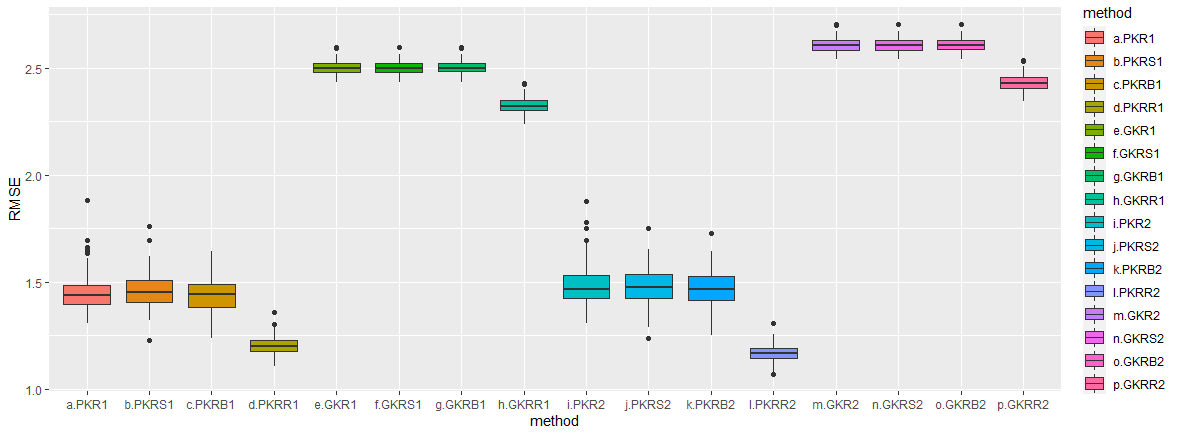 RMSE
2.5
2.0
1.5
1.0
a.PKR1 b.PKRS1 c.PKRB1 d.PKRR1 e.GKR1 f.GKRS1 g.GKRB1 h.GKRR1 i.PKR2 j.PKRS2 k.PKRB2 l.PKRR2 m.GKR2 n.GKRS2 o.GKRB2 p.GKRR2
method
method
a.PKR1
b.PKRS1
c.PKRB1
d.PKRR1
e.GKR1
f.GKRS1
g.GKRB1
h.GKRR1
i.PKR2
j.PKRS2
k.PKRB2
l.PKRR2
m.GKR2
n.GKRS2
o.GKRB2
p.GKRR2